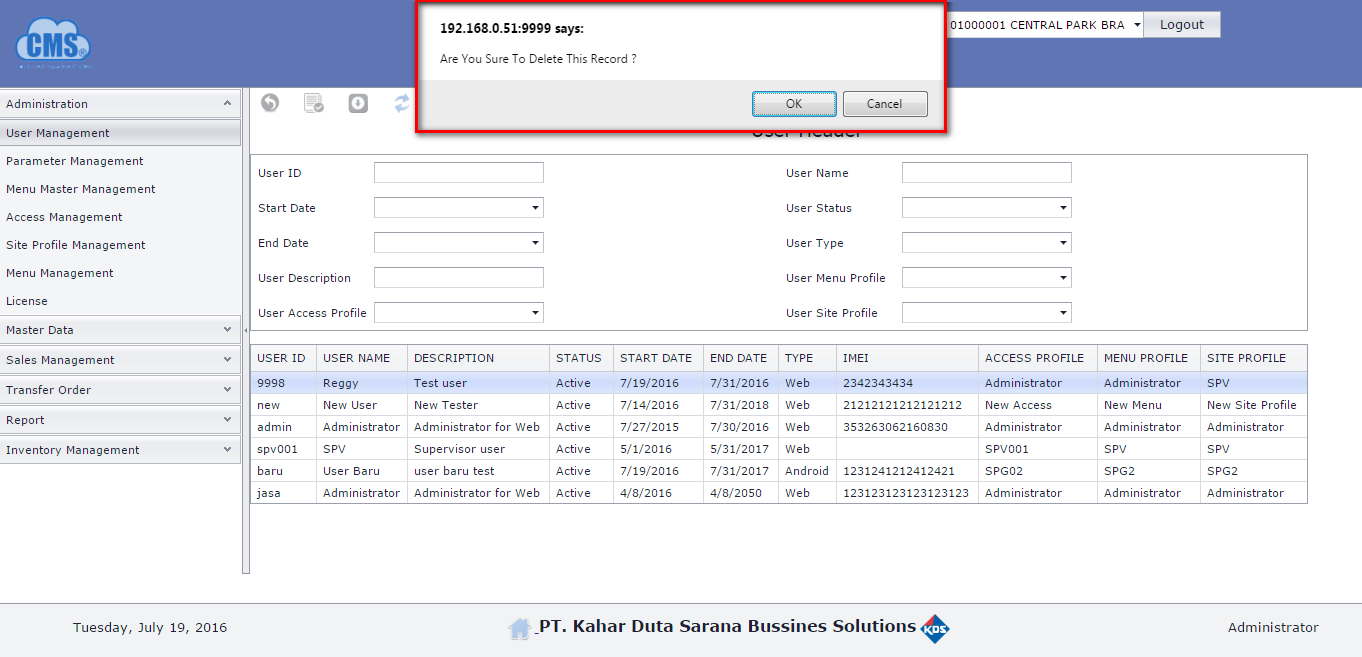 CMS
192.168.0.51:9999 says:
Are You Sure To Delete This Record ?
OK Cancel
01000001 CENTRAL PARK BRA
Logout
Administration
User Management
Parameter Management
Menu Master Management
Access Management
Site Profile Management
Menu Management
License
Master Data
Sales Management
Transfer Order
Report
Inventory Management
User Header
User ID User Name
Start Date User Status
End Date User Type
User Description User Menu Profile
User Access Profile User Site Profile
USER ID USER NAME DESCRIPTION STATUS START DATE END DATE TYPE IMEI ACCESS PROFILE MENU PROFILE SITE PROFILE
9998 Reggy Test user Active 7/19/2016 7/31/2016 Web 2342343434 Administrator Administrator SPV
new New User New Tester Active 7/14/2016 7/31/2018 Web 21212121212121212 New Access New Menu New Site Profile
admin Administrator Administrator for Web Active 7/27/2015 7/30/2016 Web 353263062160830 Administrator Administrator Administrator
spv001 SPV Supervisor user Active 5/1/2016 5/31/2017 Web SPV001 SPV SPV
baru User Baru user baru test Active 7/19/2016 7/31/2017 Android 1231241212412421 SPG02 SPG2 SPG2
jasa Administrator Administrator for Web Active 4/8/2016 4/8/2050 Web 123123123123123123 Administrator Administrator Administrator
Tuesday, July 19, 2016
PT. Kahar Duta Sarana Bussines Solutions KDS
Administrator